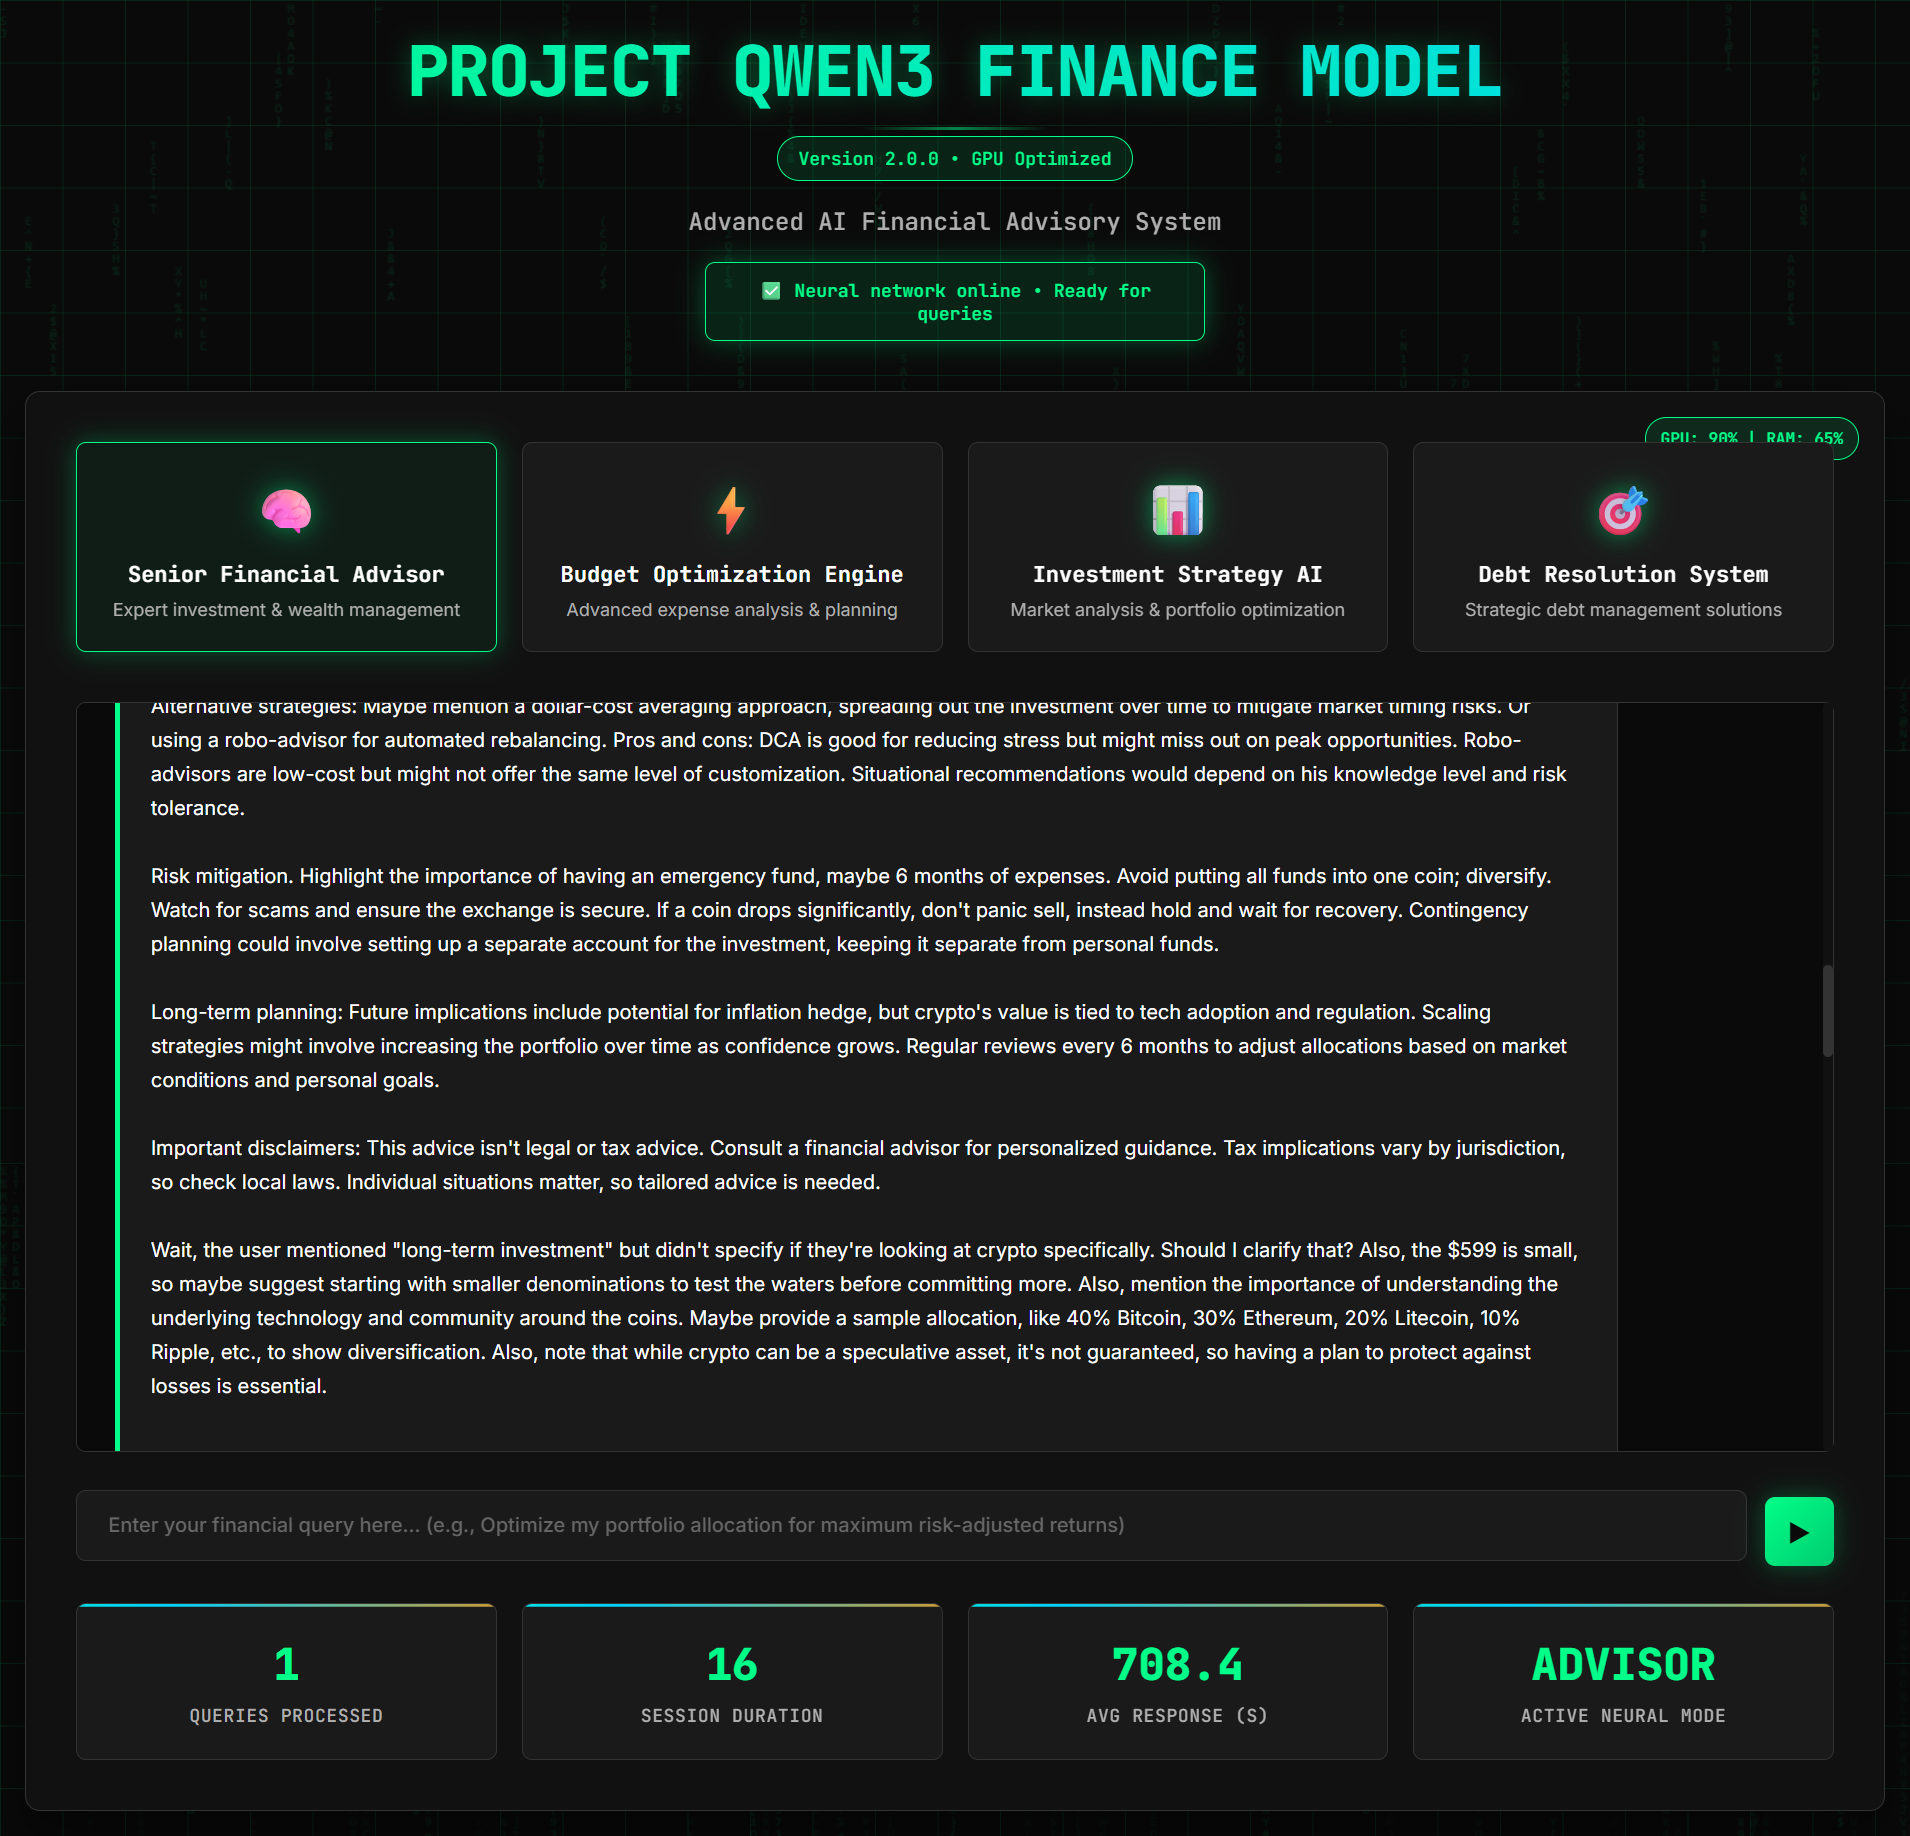 PROJECT QWEN3 FINANCE MODEL
Version 2.0.0 • GPU Optimized
Advanced AI Financial Advisory System
✅ Neural network online • Ready for
queries
GPU: 90% | RAM: 65%
Senior Financial Advisor
Expert investment & wealth management
Budget Optimization Engine
Advanced expense analysis & planning
Investment Strategy AI
Market analysis & portfolio optimization
Debt Resolution System
Strategic debt management solutions
Alternative strategies: Maybe mention a dollar-cost averaging approach, spreading out the investment over time to mitigate market timing risks. Or
using a robo-advisor for automated rebalancing. Pros and cons: DCA is good for reducing stress but might miss out on peak opportunities. Robo-
advisors are low-cost but might not offer the same level of customization. Situational recommendations would depend on his knowledge level and risk
tolerance.
Risk mitigation. Highlight the importance of having an emergency fund, maybe 6 months of expenses. Avoid putting all funds into one coin; diversify.
Watch for scams and ensure the exchange is secure. If a coin drops significantly, don't panic sell, instead hold and wait for recovery. Contingency
planning could involve setting up a separate account for the investment, keeping it separate from personal funds.
Long-term planning: Future implications include potential for inflation hedge, but crypto's value is tied to tech adoption and regulation. Scaling
strategies might involve increasing the portfolio over time as confidence grows. Regular reviews every 6 months to adjust allocations based on market
conditions and personal goals.
Important disclaimers: This advice isn't legal or tax advice. Consult a financial advisor for personalized guidance. Tax implications vary by jurisdiction,
so check local laws. Individual situations matter, so tailored advice is needed.
Wait, the user mentioned "long-term investment" but didn't specify if they're looking at crypto specifically. Should I clarify that? Also, the $599 is small,
so maybe suggest starting with smaller denominations to test the waters before committing more. Also, mention the importance of understanding the
underlying technology and community around the coins. Maybe provide a sample allocation, like 40% Bitcoin, 30% Ethereum, 20% Litecoin, 10%
Ripple, etc., to show diversification. Also, note that while crypto can be a speculative asset, it's not guaranteed, so having a plan to protect against
losses is essential.
Enter your financial query here... (e.g., Optimize my portfolio allocation for maximum risk-adjusted returns)
1
QUERIES PROCESSED
16
SESSION DURATION
708.4
AVG RESPONSE (S)
ADVISOR
ACTIVE NEURAL MODE